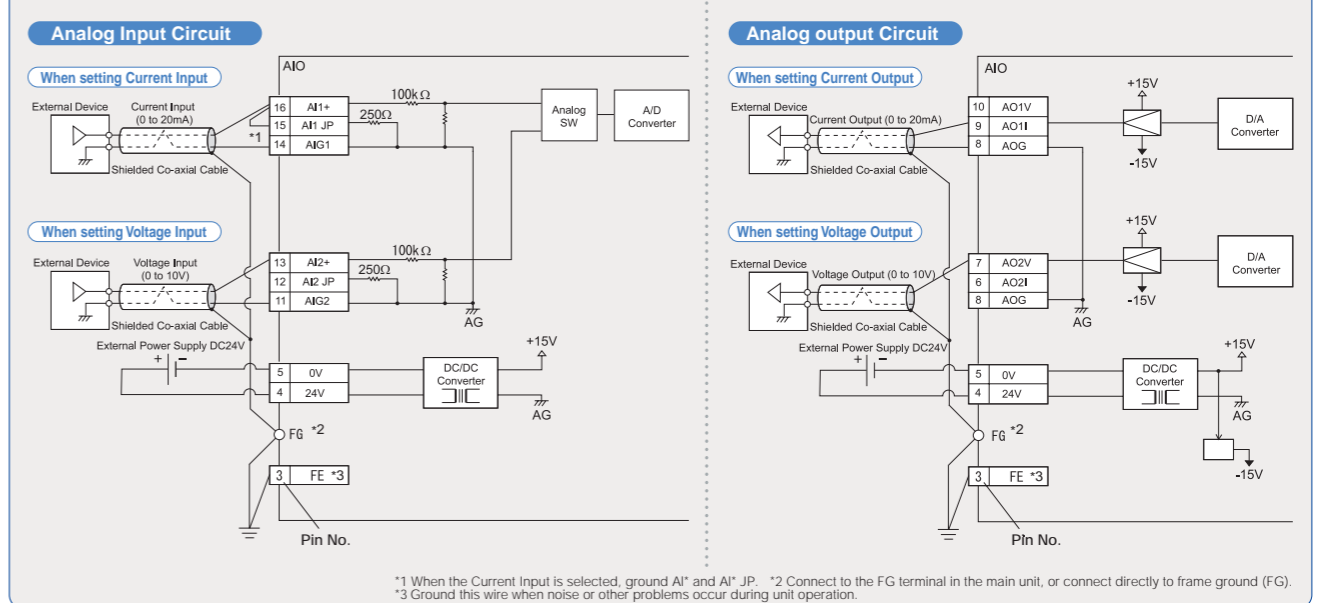 Analog Input Circuit
When setting Current Input
AIO
External Device
Current Input
(0 to 20mA)
*1
Shielded Co-axial Cable
16 AI1+
15 AI1 JP
14 AIG1
100kΩ
250Ω
Analog
SW
A/D
Converter
When setting Voltage Input
External Device
Voltage Input
(0 to 10V)
Shielded Co-axial Cable
13 AI2+
12 AI2 JP
11 AIG2
100kΩ
250Ω
AG
External Power Supply DC24V
+ −
5 0V
4 24V
DC/DC
Converter
+15V
AG
FG *2
3 FE *3
Pin No.
Analog output Circuit
When setting Current Output
AIO
External Device
Current Output (0 to 20mA)
Shielded Co-axial Cable
10 AO1V
9 AO1I
8 AOG
+15V
-15V
D/A
Converter
When setting Voltage Output
External Device
Voltage Output (0 to 10V)
Shielded Co-axial Cable
7 AO2V
6 AO2I
8 AOG
AG
+15V
-15V
D/A
Converter
External Power Supply DC24V
+ −
5 0V
4 24V
DC/DC
Converter
+15V
AG
-15V
FG *2
3 FE *3
Pin No.
*1 When the Current Input is selected, ground AI* and AI* JP. *2 Connect to the FG terminal in the main unit, or connect directly to frame ground (FG).
*3 Ground this wire when noise or other problems occur during unit operation.